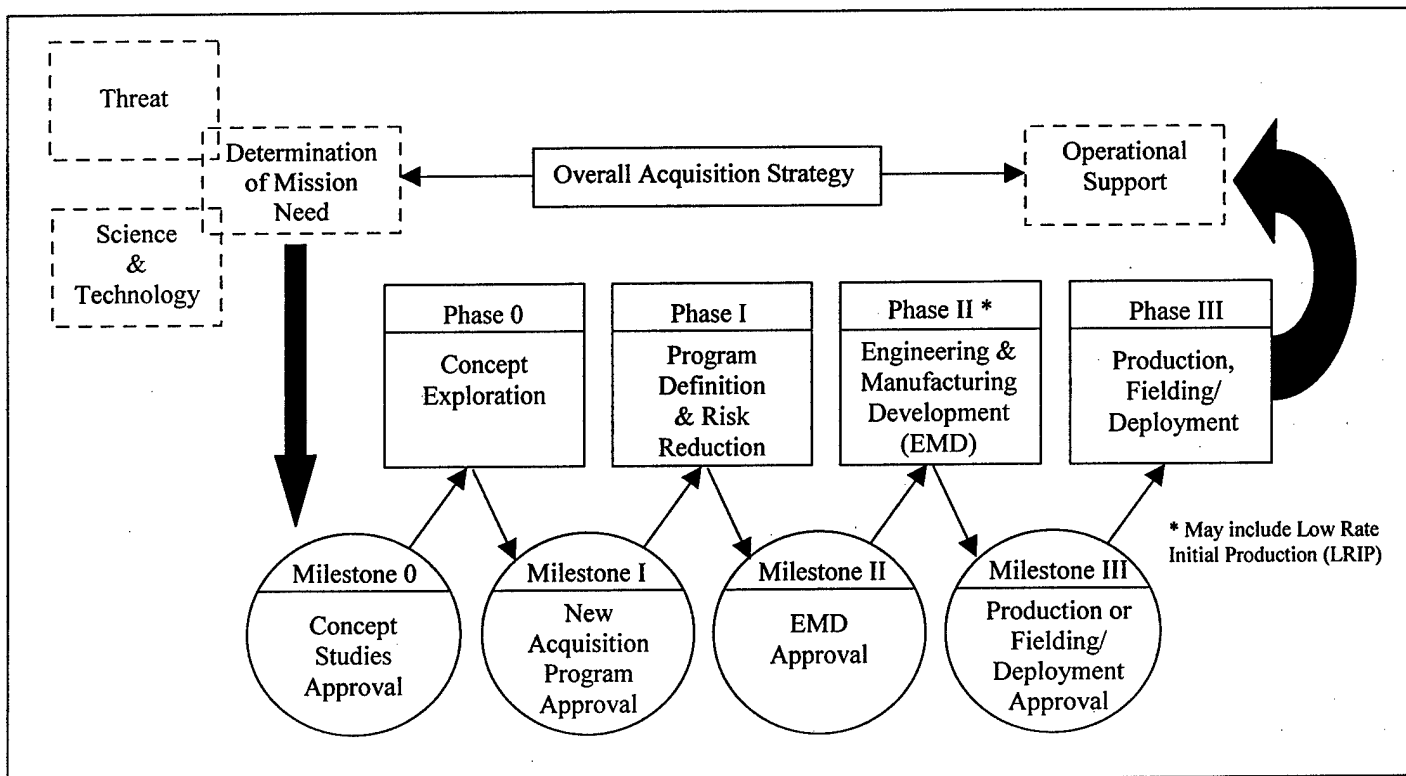 Threat
Determination
of Mission
Need
Science
&
Technology
Overall Acquisition Strategy
Operational
Support
Phase 0
Concept
Exploration
Phase I
Program
Definition
& Risk
Reduction
Phase II *
Engineering &
Manufacturing
Development
(EMD)
Phase III
Production,
Fielding/
Deployment
* May include Low Rate
Initial Production (LRIP)
Milestone 0
Concept
Studies
Approval
Milestone I
New
Acquisition
Program
Approval
Milestone II
EMD
Approval
Milestone III
Production or
Fielding/
Deployment
Approval